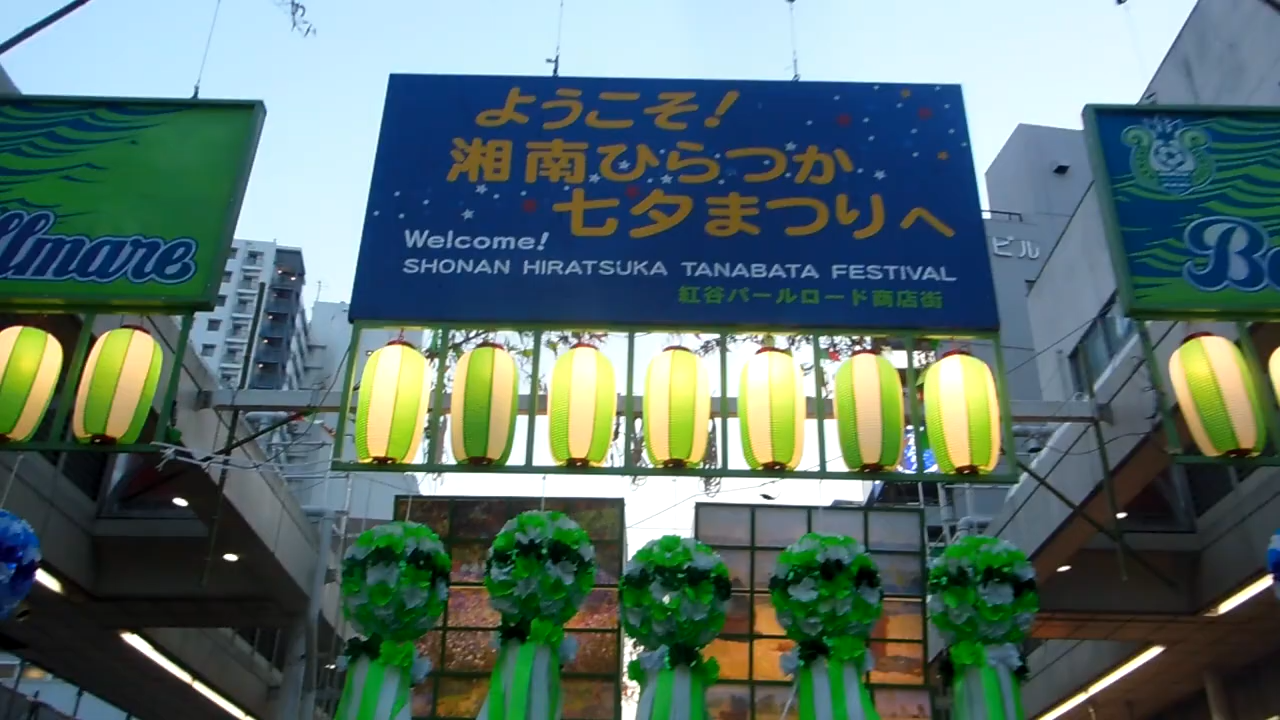 ようこそ！
湘南ひらつか
七夕まつりへ
Welcome!
SHONAN HIRATSUKA TANABATA FESTIVAL
紅谷パールロード商店街
ビル